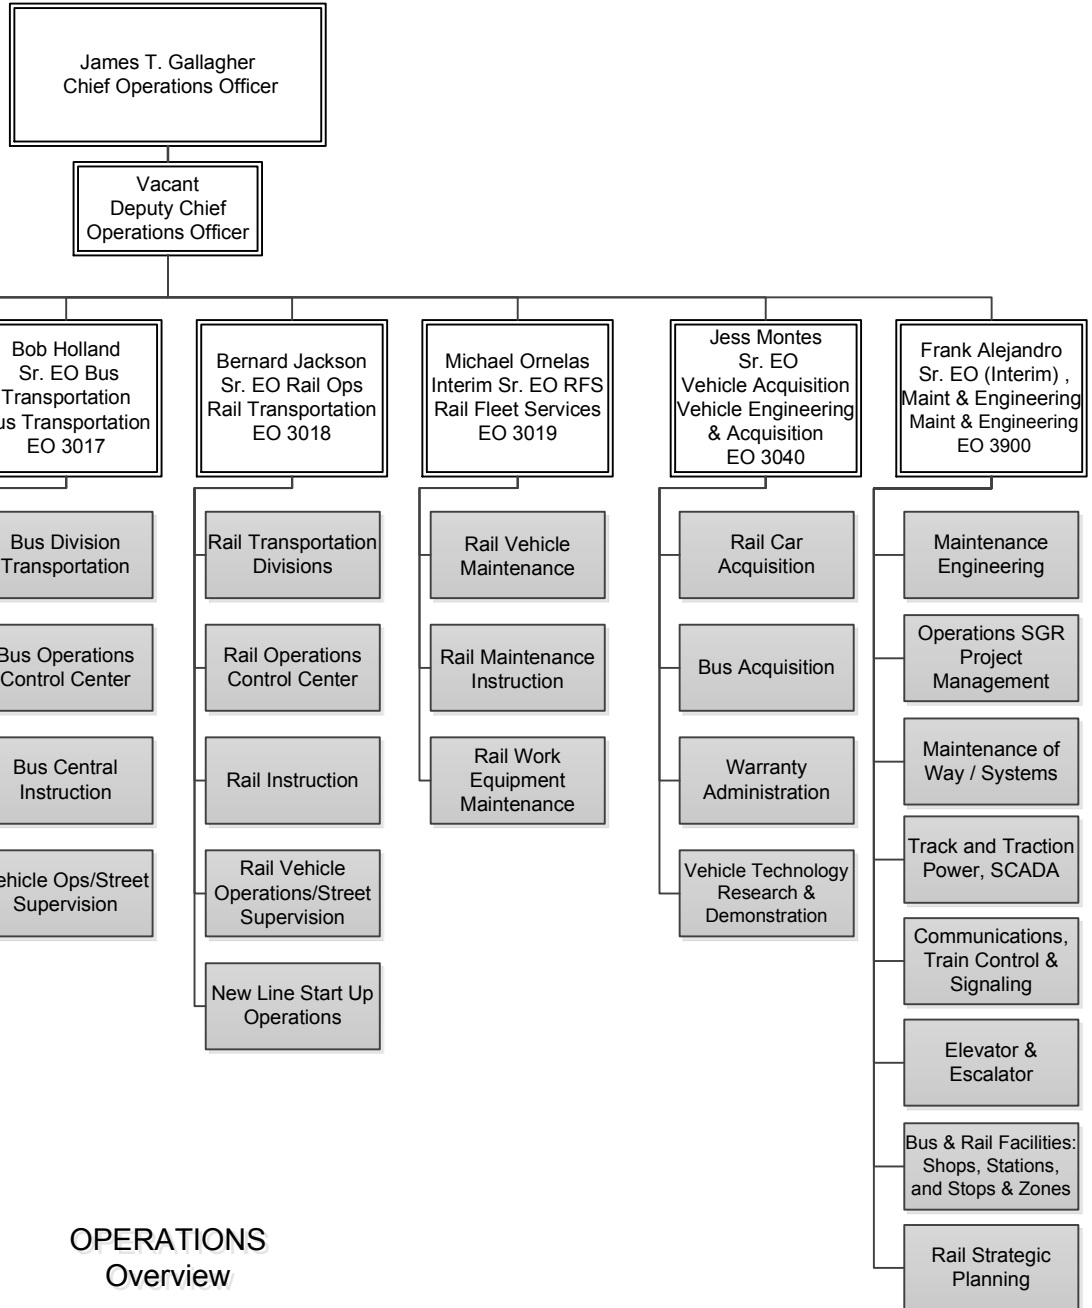 James T. Gallagher
Chief Operations Officer
Vacant
Deputy Chief
Operations Officer
Bob Holland
Sr. EO Bus
Transportation
Transportation
EO 3017
Bernard Jackson
Sr. EO Rail Ops
Rail Transportation
EO 3018
Michael Ornelas
Interim Sr. EO RFS
Rail Fleet Services
EO 3019
Jess Montes
Sr. EO
Vehicle Acquisition
Vehicle Engineering
& Acquisition
EO 3040
Frank Alejandro
Sr. EO (Interim) ,
Maint & Engineering
Maint & Engineering
EO 3900
Bus Division
Transportation
Operations
Control Center
Bus Central
Instruction
Ops/Street
Supervision
Rail Transportation
Divisions
Rail Operations
Control Center
Rail Instruction
Rail Vehicle
Operations/Street
Supervision
New Line Start Up
Operations
Rail Vehicle
Maintenance
Rail Maintenance
Instruction
Rail Work
Equipment
Maintenance
Rail Car
Acquisition
Bus Acquisition
Warranty
Administration
Vehicle Technology
Research &
Demonstration
Maintenance
Engineering
Operations SGR
Project
Management
Maintenance of
Way / Systems
Track and Traction
Power, SCADA
Communications,
Train Control &
Signaling
Elevator &
Escalator
Bus & Rail Facilities:
Shops, Stations,
and Stops & Zones
Rail Strategic
Planning
OPERATIONS
Overview